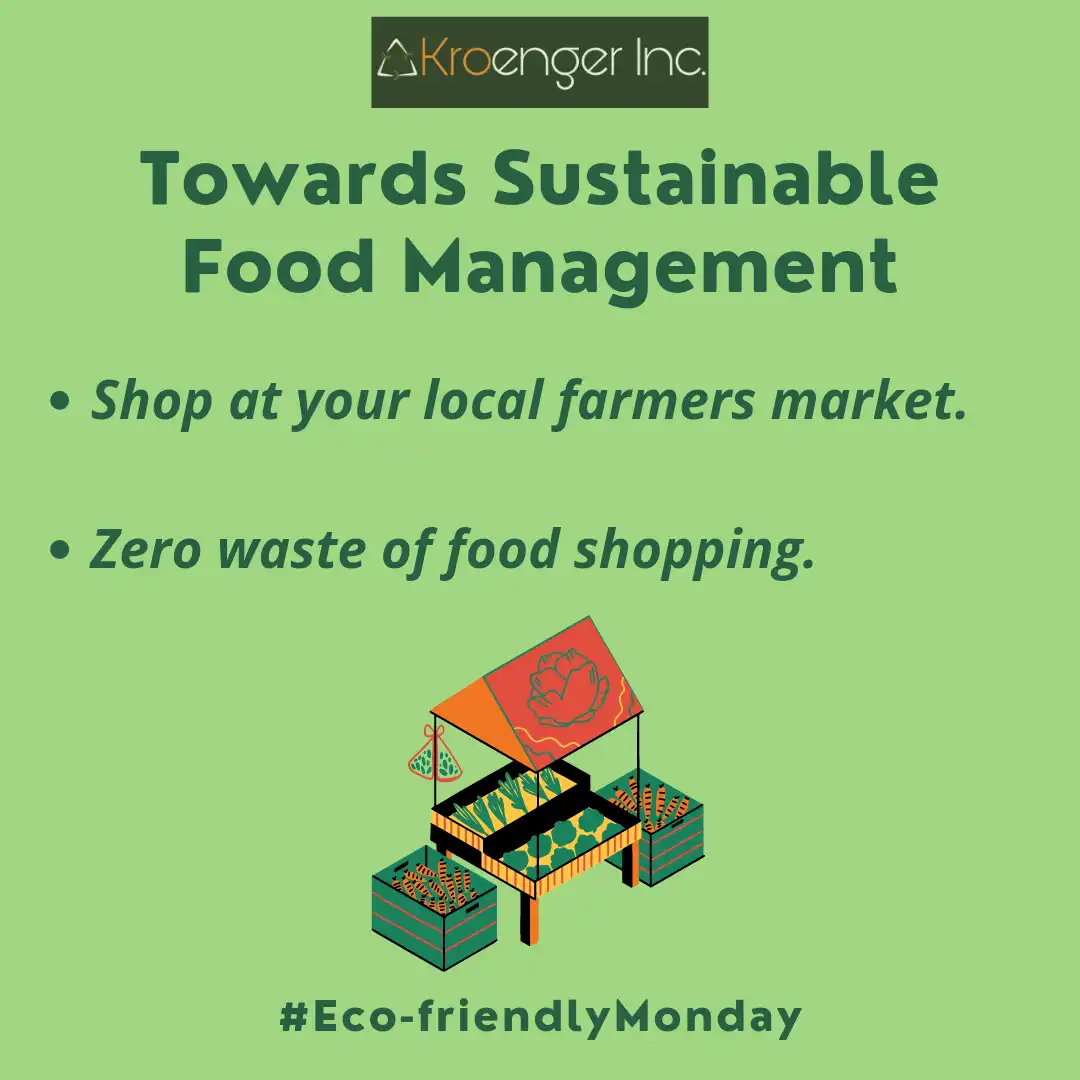 Kroenger Inc.
Towards Sustainable
Food Management
• Shop at your local farmers market.
• Zero waste of food shopping.
#Eco-friendlyMonday